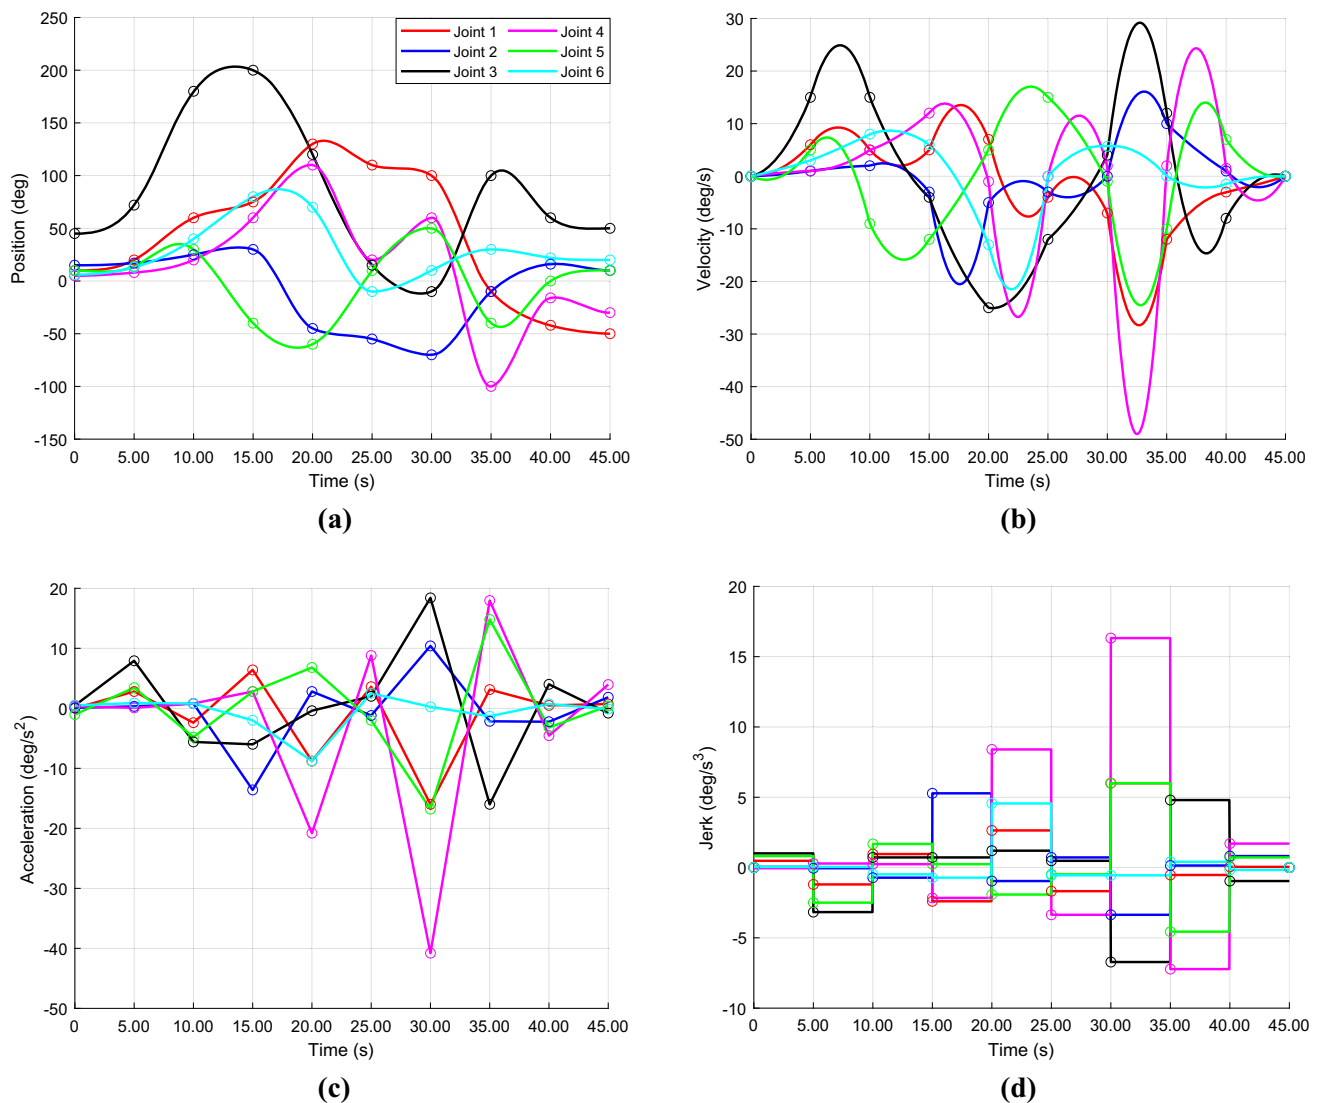 250
200
150
100
50
0
-50
-100
-150
Position (deg)
Joint 1 Joint 4
Joint 2 Joint 5
Joint 3 Joint 6
0 5.00 10.00 15.00 20.00 25.00 30.00 35.00 40.00 45.00
Time (s)
(a)
30
20
10
0
-10
-20
-30
-40
-50
Velocity (deg/s)
0 5.00 10.00 15.00 20.00 25.00 30.00 35.00 40.00 45.00
Time (s)
(b)
20
10
0
-10
-20
-30
-40
-50
Acceleration (deg/s²)
0 5.00 10.00 15.00 20.00 25.00 30.00 35.00 40.00 45.00
Time (s)
(c)
20
15
10
5
0
-5
-10
Jerk (deg/s³)
0 5.00 10.00 15.00 20.00 25.00 30.00 35.00 40.00 45.00
Time (s)
(d)